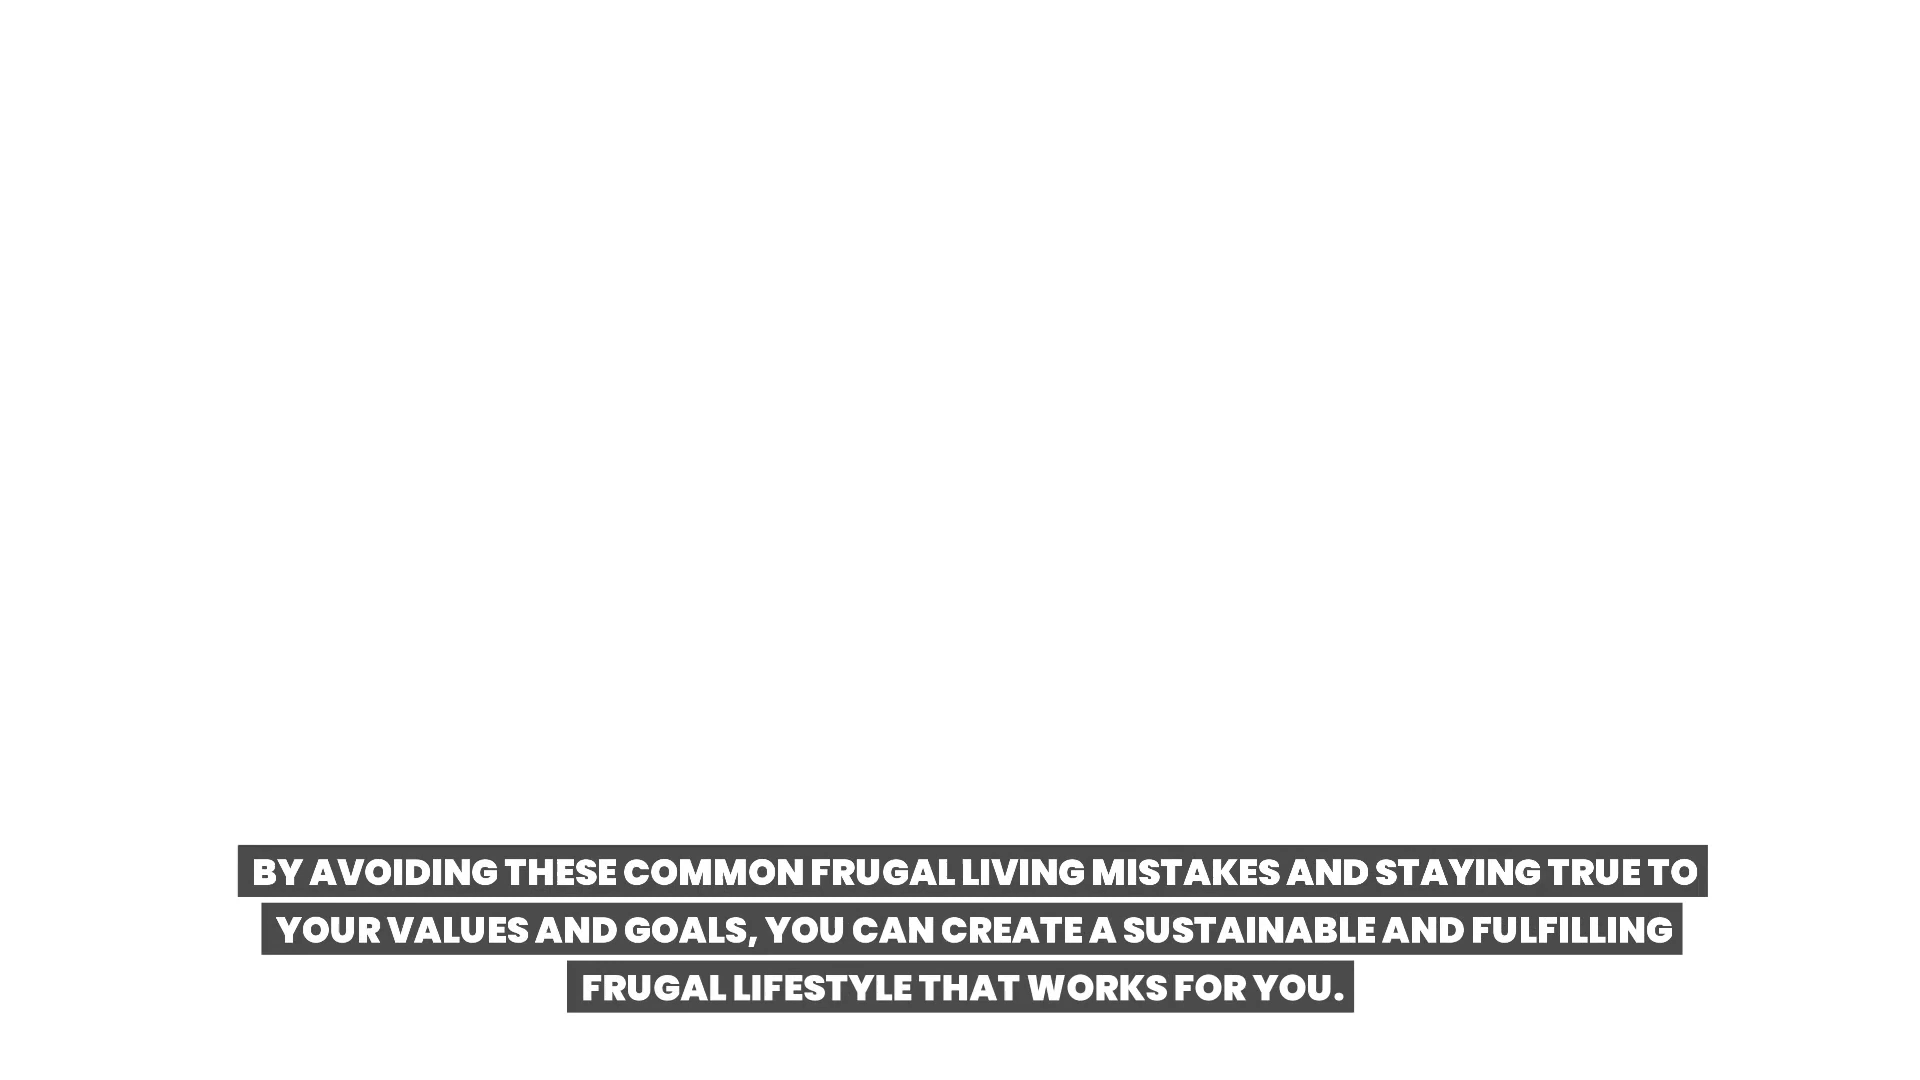 BY AVOIDING THESE COMMON FRUGAL LIVING MISTAKES AND STAYING TRUE TO
YOUR VALUES AND GOALS, YOU CAN CREATE A SUSTAINABLE AND FULFILLING
FRUGAL LIFESTYLE THAT WORKS FOR YOU.